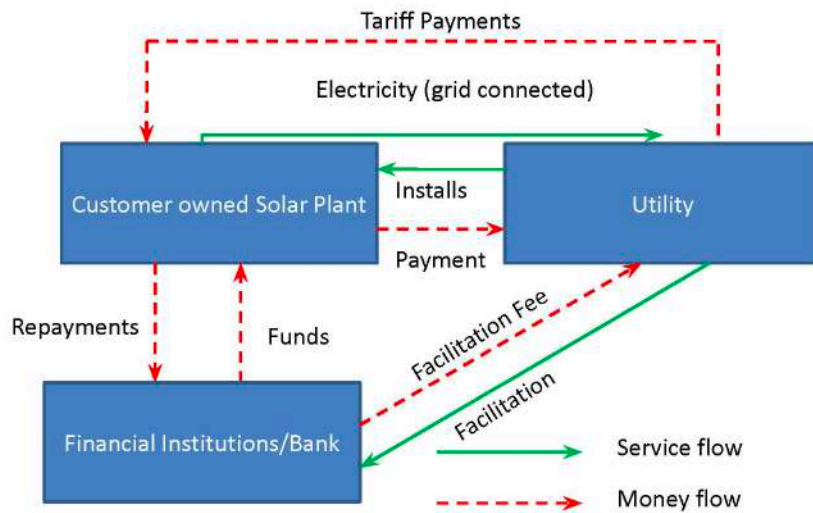 Tariff Payments
Electricity (grid connected)
Customer owned Solar Plant
Installs
Utility
Payment
Repayments
Funds
Facilitation Fee
Facilitation
Financial Institutions/Bank
Service flow
Money flow